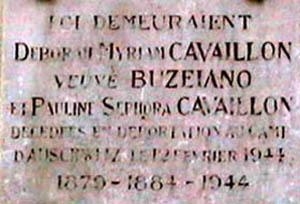 ICI DEMEURAIENT
DEBORAH MYRIAM CAVAILLON
VEUVE BUZEIANO
ET PAULINE SEPHORA CAVAILLON
DECEDEES EN DEPORTATION AU CAMP
D'AUSCHWITZ LE 12 FEVRIER 1944
1879-1884-1944